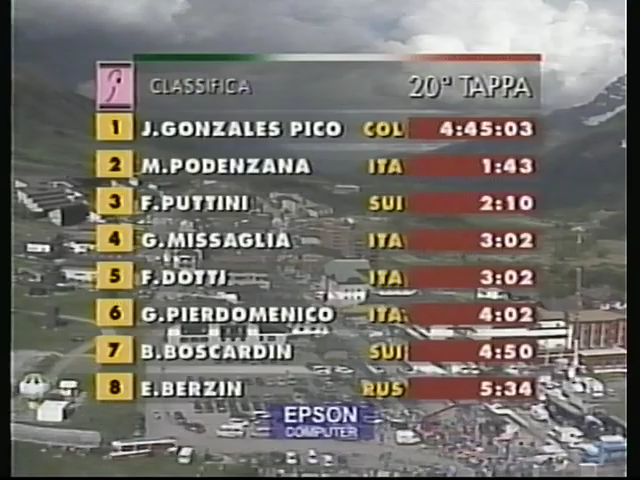 CLASSIFICA 20ª TAPPA
1 J.GONZALES PICO COL 4:45:03
2 M.PODENZANA ITA 1:43
3 F.PUTTINI SUI 2:10
4 G.MISSAGLIA ITA 3:02
5 F.DOTTI ITA 3:02
6 G.PIERDOMENICO ITA 4:02
7 B.BOSCARDIN SUI 4:50
8 E.BERZIN RUS 5:34
EPSON
COMPUTER